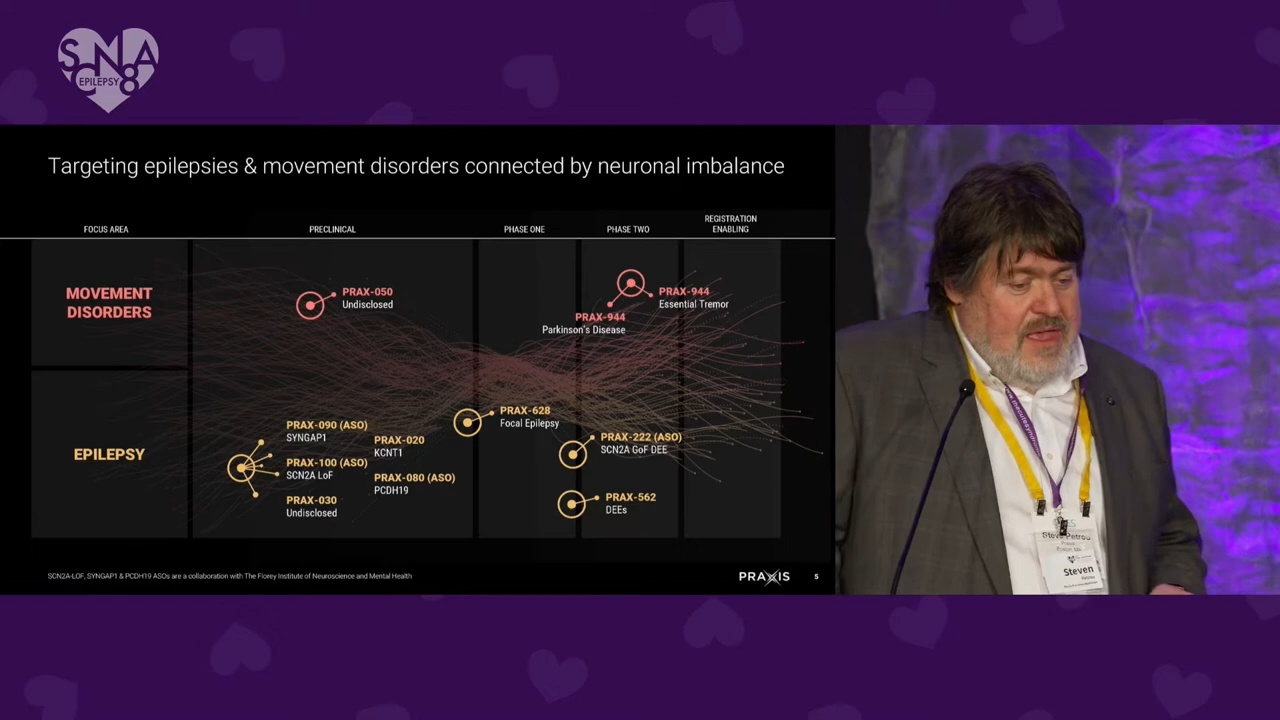 SCN8A
EPILEPSY
Targeting epilepsies & movement disorders connected by neuronal imbalance
FOCUS AREA
PRECLINICAL
PHASE ONE
PHASE TWO
REGISTRATION
ENABLING
MOVEMENT
DISORDERS
PRAX-050
Undisclosed
PRAX-944
Essential Tremor
PRAX-944
Parkinson's Disease
EPILEPSY
PRAX-090 (ASO)
SYNGAP1
PRAX-020
KCNT1
PRAX-100 (ASO)
SCN2A LoF
PRAX-080 (ASO)
PCDH19
PRAX-030
Undisclosed
PRAX-628
Focal Epilepsy
PRAX-222 (ASO)
SCN2A GoF DEE
PRAX-562
DEEs
SCN2A-LOF, SYNGAP1 & PCDH19 ASOs are a collaboration with The Florey Institute of Neuroscience and Mental Health
PRAXIS
5
Steve Petrou
Steven